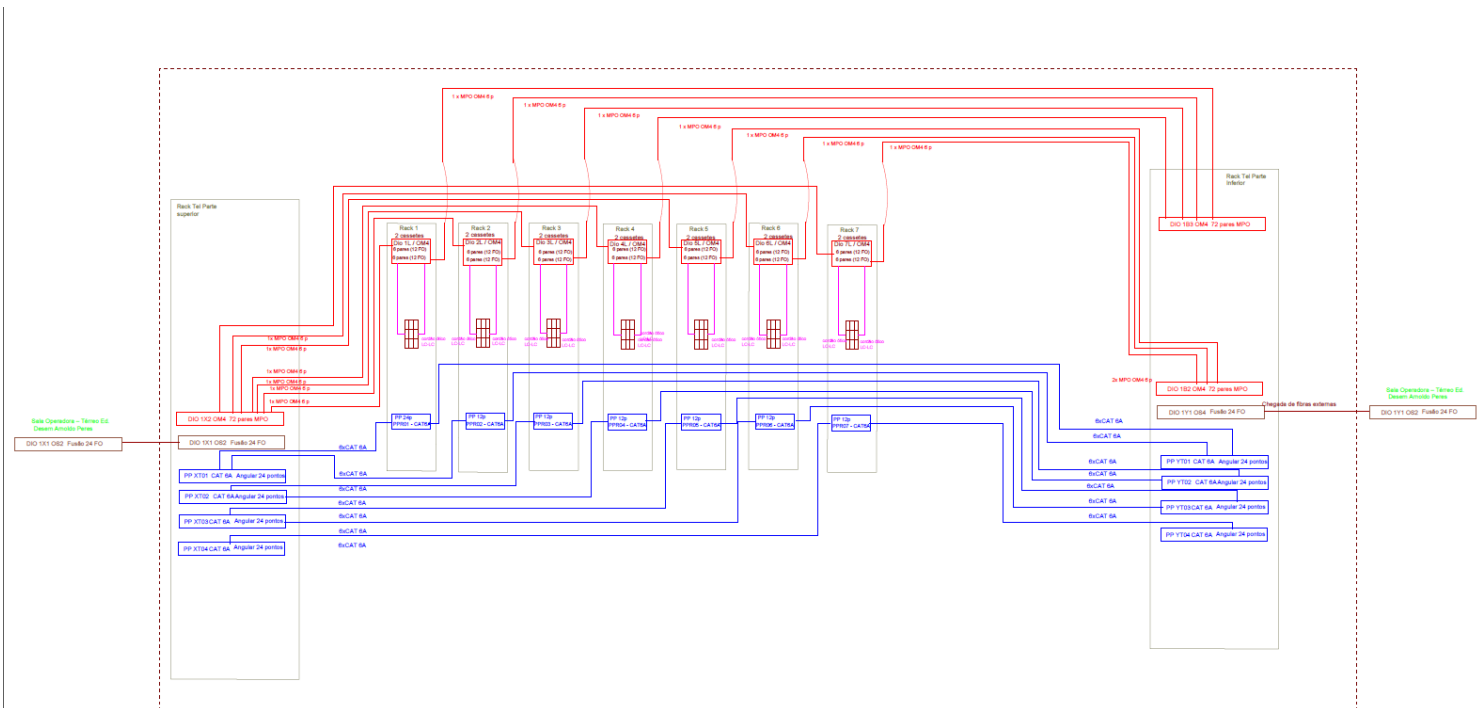 1 x MPO OM4 6 p
1 x MPO OM4 6 p
1 x MPO OM4 6 p
1 x MPO OM4 6 p
1 x MPO OM4 6 p
1 x MPO OM4 6 p
1 x MPO OM4 6 p
Rack Tel Parte
superior
Rack Tel Parte
Inferior
DIO 1B3 OM4 72 pares MPO
Rack 1
2 cassetes
Dio 1L / OM4
6 pares (12 FO)
6 pares (12 FO)
Rack 2
2 cassetes
Dio 2L / OM4
6 pares (12 FO)
6 pares (12 FO)
Rack 3
2 cassetes
Dio 3L / OM4
6 pares (12 FO)
6 pares (12 FO)
Rack 4
2 cassetes
Dio 4L / OM4
6 pares (12 FO)
6 pares (12 FO)
Rack 5
2 cassetes
Dio 5L / OM4
6 pares (12 FO)
6 pares (12 FO)
Rack 6
2 cassetes
Dio 6L / OM4
6 pares (12 FO)
6 pares (12 FO)
Rack 7
2 cassetes
Dio 7L / OM4
6 pares (12 FO)
6 pares (12 FO)
LC-LC
LC-LC
LC-LC
LC-LC
LC-LC
LC-LC
LC-LC
1x MPO OM4 6 p
1x MPO OM4 6 p
1x MPO OM4 6 p
1x MPO OM4 6 p
1x MPO OM4 6 p
1x MPO OM4 6 p
2x MPO OM4 6 p
DIO 1X2 OM4 72 pares MPO
DIO 1X1 OS2 Fusão 24 FO
Sala Operadora – Térreo Ed.
Desem Arnoldo Peres
DIO 1X1 OS2 Fusão 24 FO
DIO 1B2 OM4 72 pares MPO
DIO 1Y1 OS4 Fusão 24 FO
Chegada de fibras externas
Sala Operadora – Térreo Ed.
Desem Arnoldo Peres
DIO 1Y1 OS2 Fusão 24 FO
PP 24p
PPR01 - CAT6A
PP 12p
PPR02 - CAT6A
PP 12p
PPR03 - CAT6A
PP 12p
PPR04 - CAT6A
PP 12p
PPR05 - CAT6A
PP 12p
PPR06 - CAT6A
PP 12p
PPR07 - CAT6A
PP XT01 CAT 6A Angular 24 pontos
PP XT02 CAT 6A Angular 24 pontos
PP XT03 CAT 6A Angular 24 pontos
PP XT04 CAT 6A Angular 24 pontos
6xCAT 6A
6xCAT 6A
6xCAT 6A
6xCAT 6A
6xCAT 6A
6xCAT 6A
6xCAT 6A
6xCAT 6A
6xCAT 6A
6xCAT 6A
6xCAT 6A
6xCAT 6A
PP YT01 CAT 6A Angular 24 pontos
PP YT02 CAT 6A Angular 24 pontos
PP YT03 CAT 6A Angular 24 pontos
PP YT04 CAT 6A Angular 24 pontos